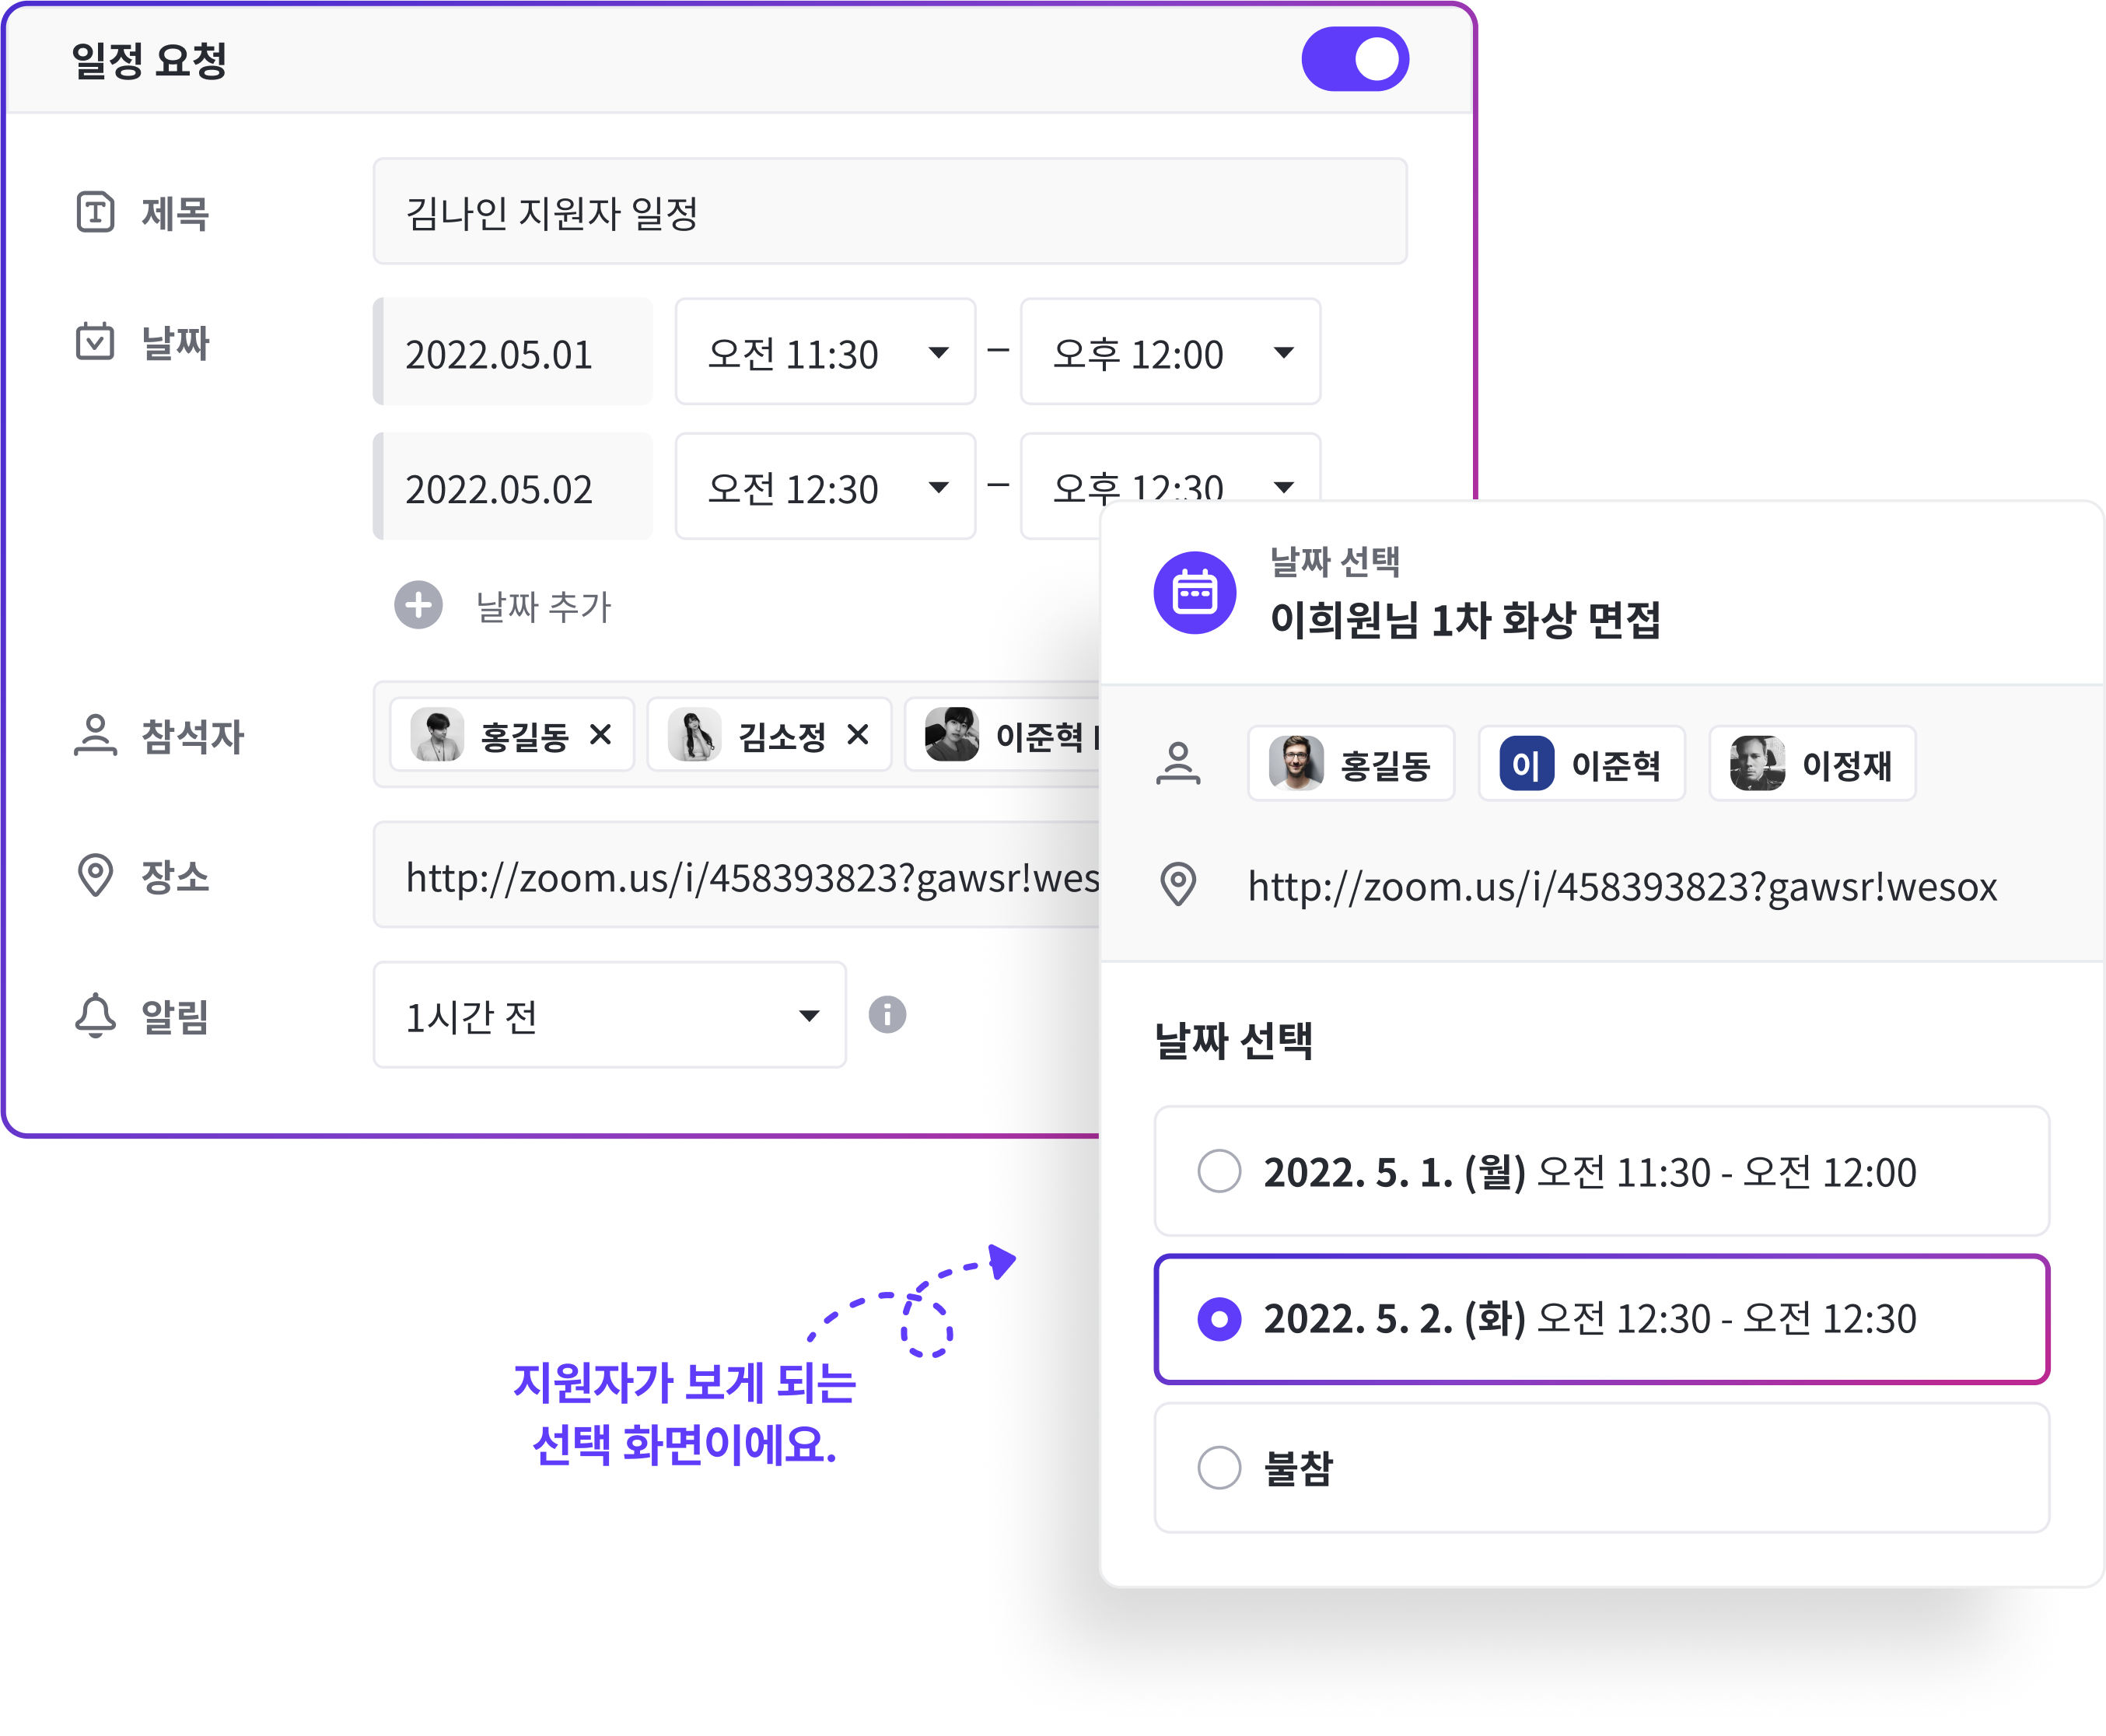 일정 요청
제목
김나인 지원자 일정
날짜
2022.05.01 오전 11:30 – 오후 12:00
2022.05.02 오전 12:30 – 오후 12:30
날짜 추가
참석자
홍길동 김소정 이준혁
장소
http://zoom.us/i/458393823?gawsr!wes
알림
1시간 전
지원자가 보게 되는
선택 화면이에요.
날짜 선택
이희원님 1차 화상 면접
홍길동 이 이준혁 이정재
http://zoom.us/i/458393823?gawsr!wesox
날짜 선택
2022. 5. 1. (월) 오전 11:30 - 오전 12:00
2022. 5. 2. (화) 오전 12:30 - 오전 12:30
불참